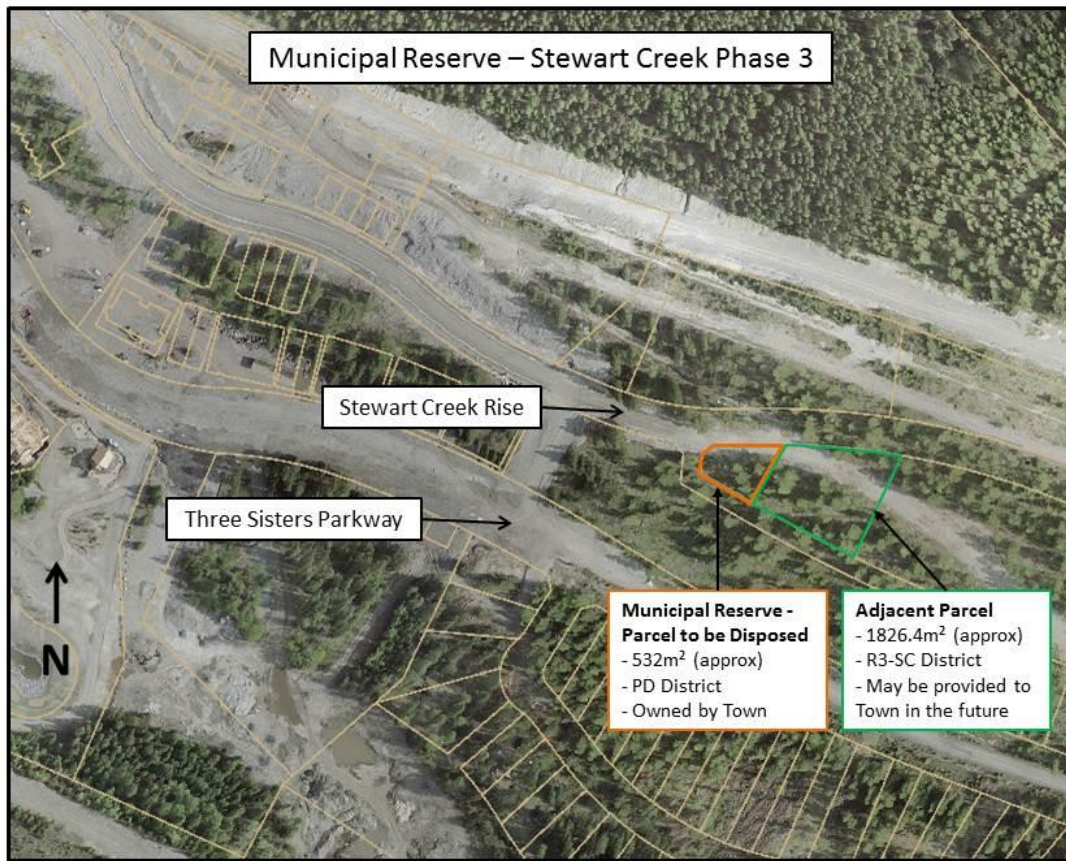 Municipal Reserve – Stewart Creek Phase 3
Stewart Creek Rise
Three Sisters Parkway
N
Municipal Reserve -
Parcel to be Disposed
- 532m² (approx)
- PD District
- Owned by Town
Adjacent Parcel
- 1826.4m² (approx)
- R3-SC District
- May be provided to
Town in the future